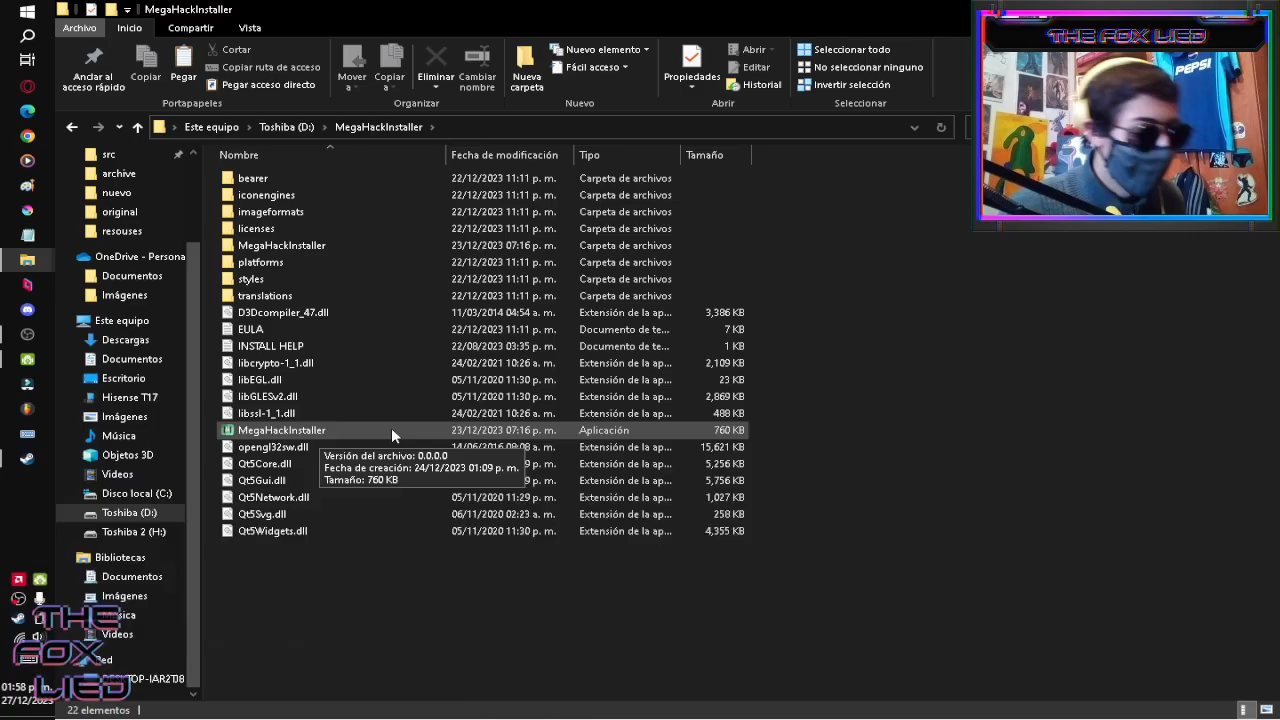 MegaHackInstaller
Archivo Inicio Compartir Vista
Anclar al acceso rápido
Copiar
Pegar
Cortar
Copiar ruta de acceso
Pegar acceso directo
Portapapeles
Mover a
Copiar a
Eliminar
Cambiar nombre
Organizar
Nueva carpeta
Nuevo elemento
Fácil acceso
Nuevo
Propiedades
Abrir
Editar
Historial
Abrir
Seleccionar todo
No seleccionar ninguno
Invertir selección
Seleccionar
THE FOX LIED
PEPSI
Este equipo > Toshiba (D:) > MegaHackInstaller >
src
archive
nuevo
original
resouses
OneDrive - Persona
Documentos
Imágenes
Este equipo
Descargas
Documentos
Escritorio
Hisense T17
Imágenes
Música
Objetos 3D
Videos
Disco local (C:)
Toshiba (D:)
Toshiba 2 (H:)
Bibliotecas
Documentos
Imágenes
Música
Videos
Red
DESKTOP-IAR2T08
Nombre Fecha de modificación Tipo Tamaño
bearer 22/12/2023 11:11 p. m. Carpeta de archivos
iconengines 22/12/2023 11:11 p. m. Carpeta de archivos
imageformats 22/12/2023 11:11 p. m. Carpeta de archivos
licenses 22/12/2023 11:11 p. m. Carpeta de archivos
MegaHackInstaller 23/12/2023 07:16 p. m. Carpeta de archivos
platforms 22/12/2023 11:11 p. m. Carpeta de archivos
styles 22/12/2023 11:11 p. m. Carpeta de archivos
translations 22/12/2023 11:11 p. m. Carpeta de archivos
D3Dcompiler_47.dll 11/03/2014 04:54 a. m. Extensión de la ap... 3,386 KB
EULA 22/12/2023 11:11 p. m. Documento de te... 7 KB
INSTALL HELP 22/08/2023 03:35 p. m. Documento de te... 1 KB
libcrypto-1_1.dll 24/02/2021 10:26 a. m. Extensión de la ap... 2,109 KB
libEGL.dll 05/11/2020 11:30 p. m. Extensión de la ap... 23 KB
libGLESv2.dll 05/11/2020 11:30 p. m. Extensión de la ap... 2,869 KB
libssl-1_1.dll 24/02/2021 10:26 a. m. Extensión de la ap... 488 KB
MegaHackInstaller 23/12/2023 07:16 p. m. Aplicación 760 KB
opengl32sw.dll 14/06/2016 08:08 a. m. Extensión de la ap... 15,621 KB
Qt5Core.dll Extensión de la ap... 5,256 KB
Qt5Gui.dll Extensión de la ap... 5,756 KB
Qt5Network.dll 05/11/2020 11:29 p. m. Extensión de la ap... 1,027 KB
Qt5Svg.dll 06/11/2020 02:23 a. m. Extensión de la ap... 258 KB
Qt5Widgets.dll 05/11/2020 11:30 p. m. Extensión de la ap... 4,355 KB
Versión del archivo: 0.0.0.0
Fecha de creación: 24/12/2023 01:09 p. m.
Tamaño: 760 KB
THE
FOX
LIED
01:58 p. m.
27/12/2023
22 elementos